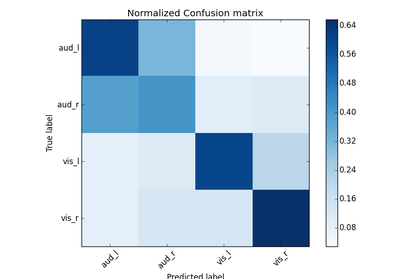 Normalized Confusion matrix
aud_l
aud_r
vis_l
vis_r
True label
aud_l
aud_r
vis_l
vis_r
Predicted label
0.64
0.56
0.48
0.40
0.32
0.24
0.16
0.08